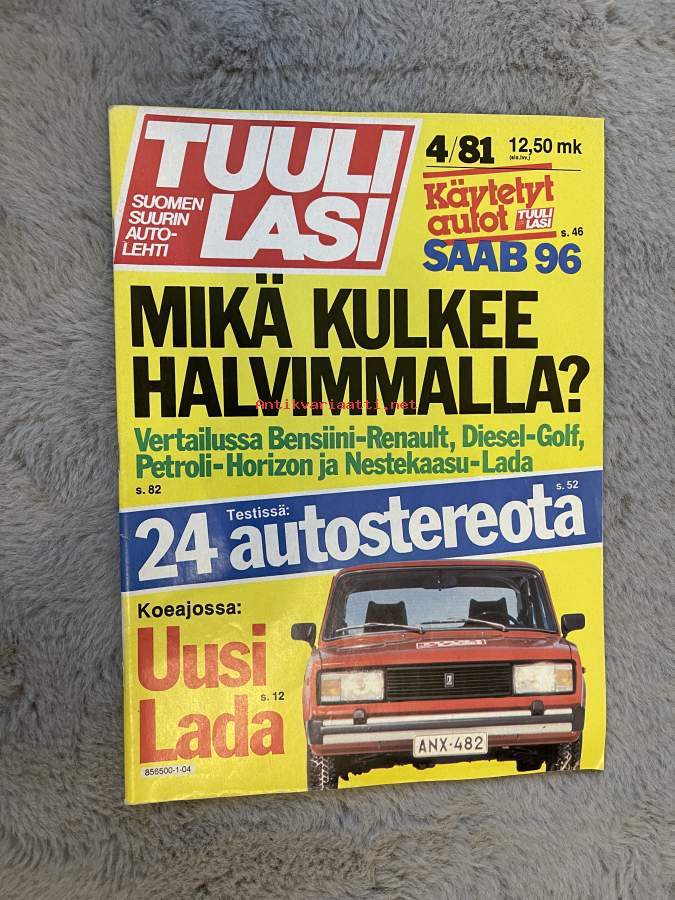 TUULI
LASI
SUOMEN
SUURIN
AUTO-
LEHTI
4/81 12,50 mk
(sis.lvv.)
Käytetyt
autot TUULI LASI
s. 46
SAAB 96
MIKÄ KULKEE
HALVIMMALLA?
Antikvariaatti.net
Vertailussa Bensiini-Renault, Diesel-Golf,
Petroli-Horizon ja Nestekaasu-Lada
s. 82
Testissä:
s. 52
24 autostereota
Koeajossa:
Uusi
s. 12
Lada
ANX-482
856500-1-04